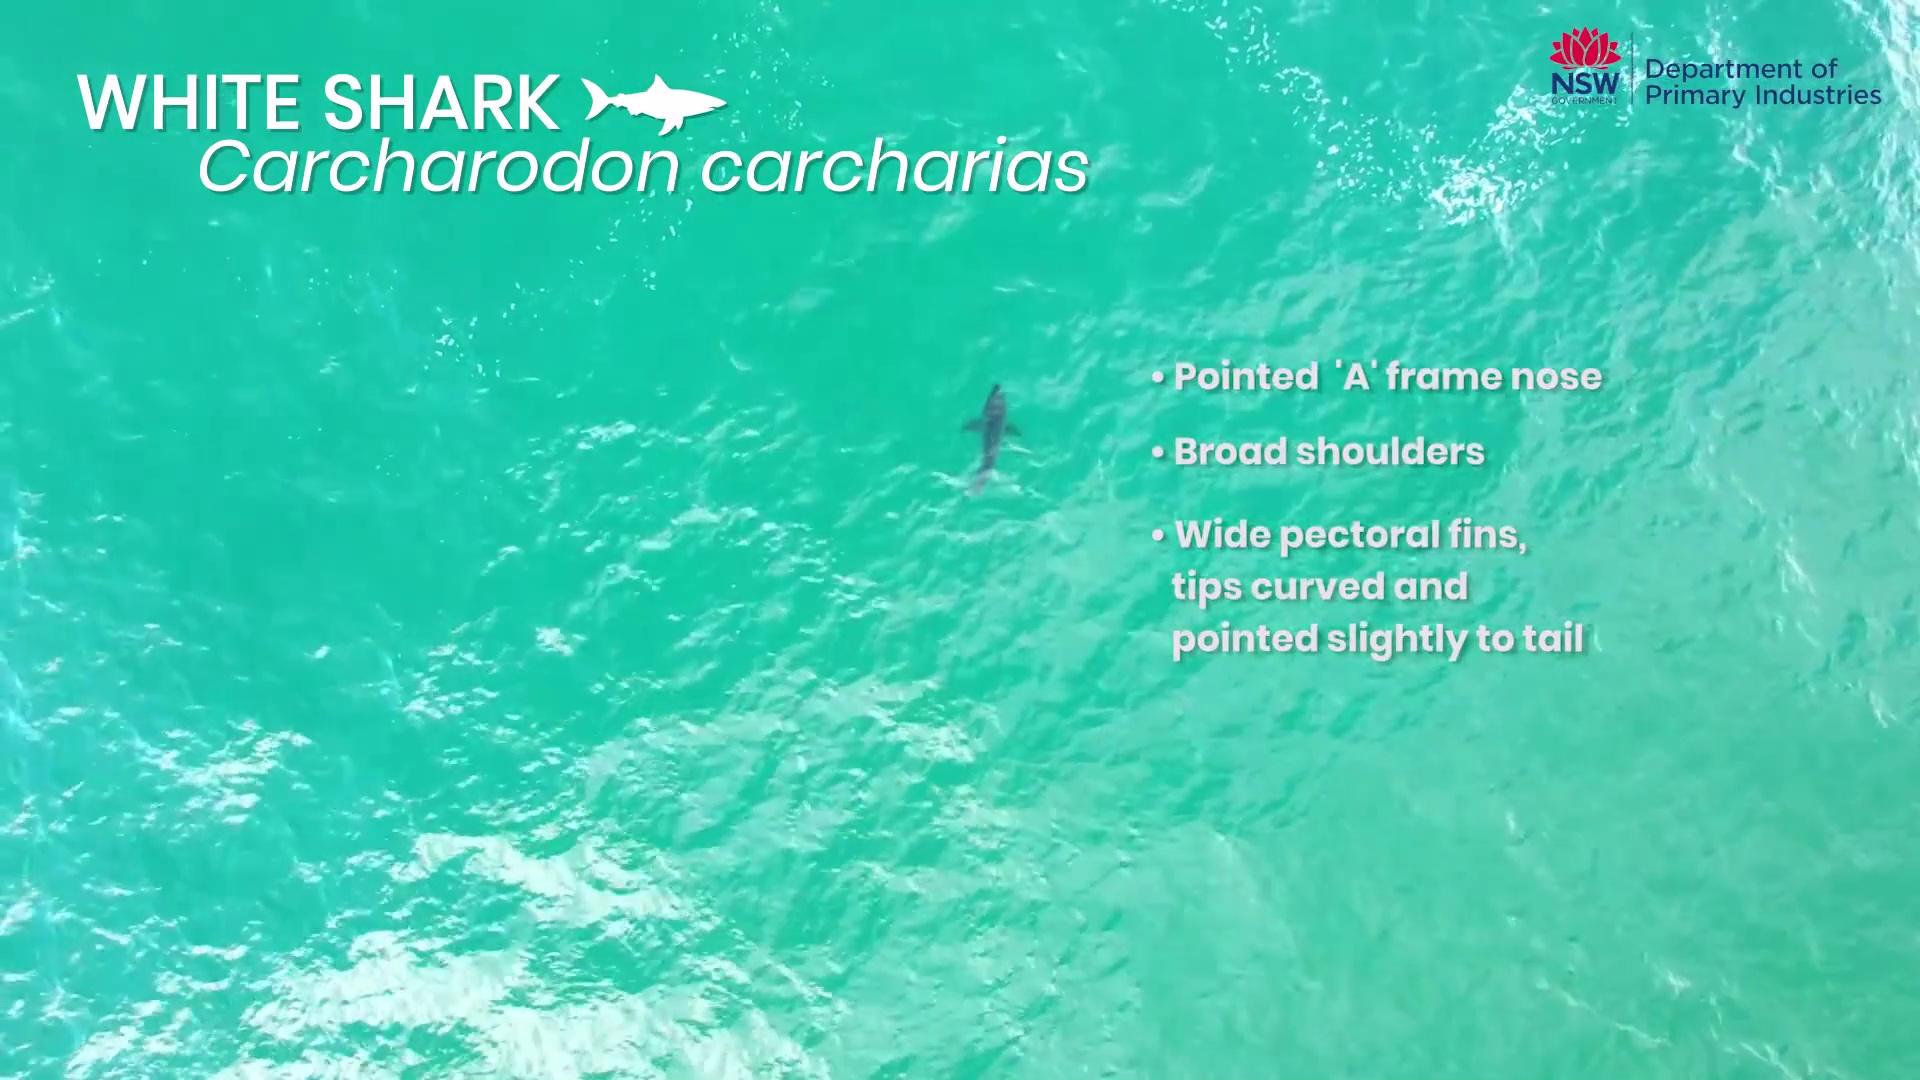 WHITE SHARK
Carcharodon carcharias
NSW
GOVERNMENT
Department of
Primary Industries
• Pointed 'A' frame nose
• Broad shoulders
• Wide pectoral fins,
tips curved and
pointed slightly to tail